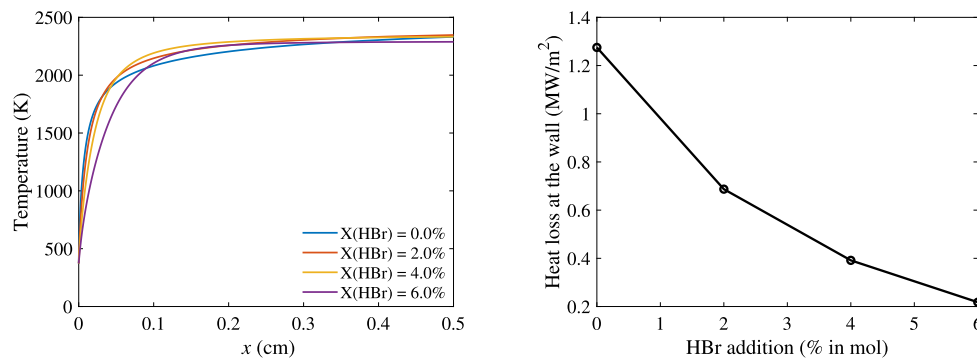 2500
2000
1500
1000
500
0
Temperature (K)
X(HBr) = 0.0%
X(HBr) = 2.0%
X(HBr) = 4.0%
X(HBr) = 6.0%
0 0.1 0.2 0.3 0.4 0.5
x (cm)
1.4
1.2
1
0.8
0.6
0.4
0.2
Heat loss at the wall (MW/m²)
0 1 2 3 4 5 6
HBr addition (% in mol)